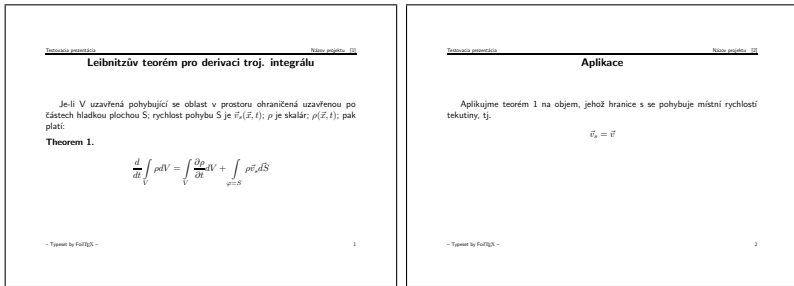 Testovacia prezentácia Názov projektu [1]
Leibnitzův teorém pro derivaci troj. integrálu
Je-li V uzavřená pohybující se oblast v prostoru ohraničená uzavřenou po
částech hladkou plochou S; rychlost pohybu S je v⃗ₛ(x⃗, t); ρ je skalár; ρ(x⃗, t); pak
platí:
Theorem 1.
d/dt ∫_V ρdV = ∫_V ∂ρ/∂t dV + ∫_{φ=S} ρv⃗ₛdS⃗
– Typeset by FoilTEX – 1
Testovacia prezentácia Názov projektu [2]
Aplikace
Aplikujme teorém 1 na objem, jehož hranice s se pohybuje místní rychlostí
tekutiny, tj.
v⃗ₛ = v⃗
– Typeset by FoilTEX – 2